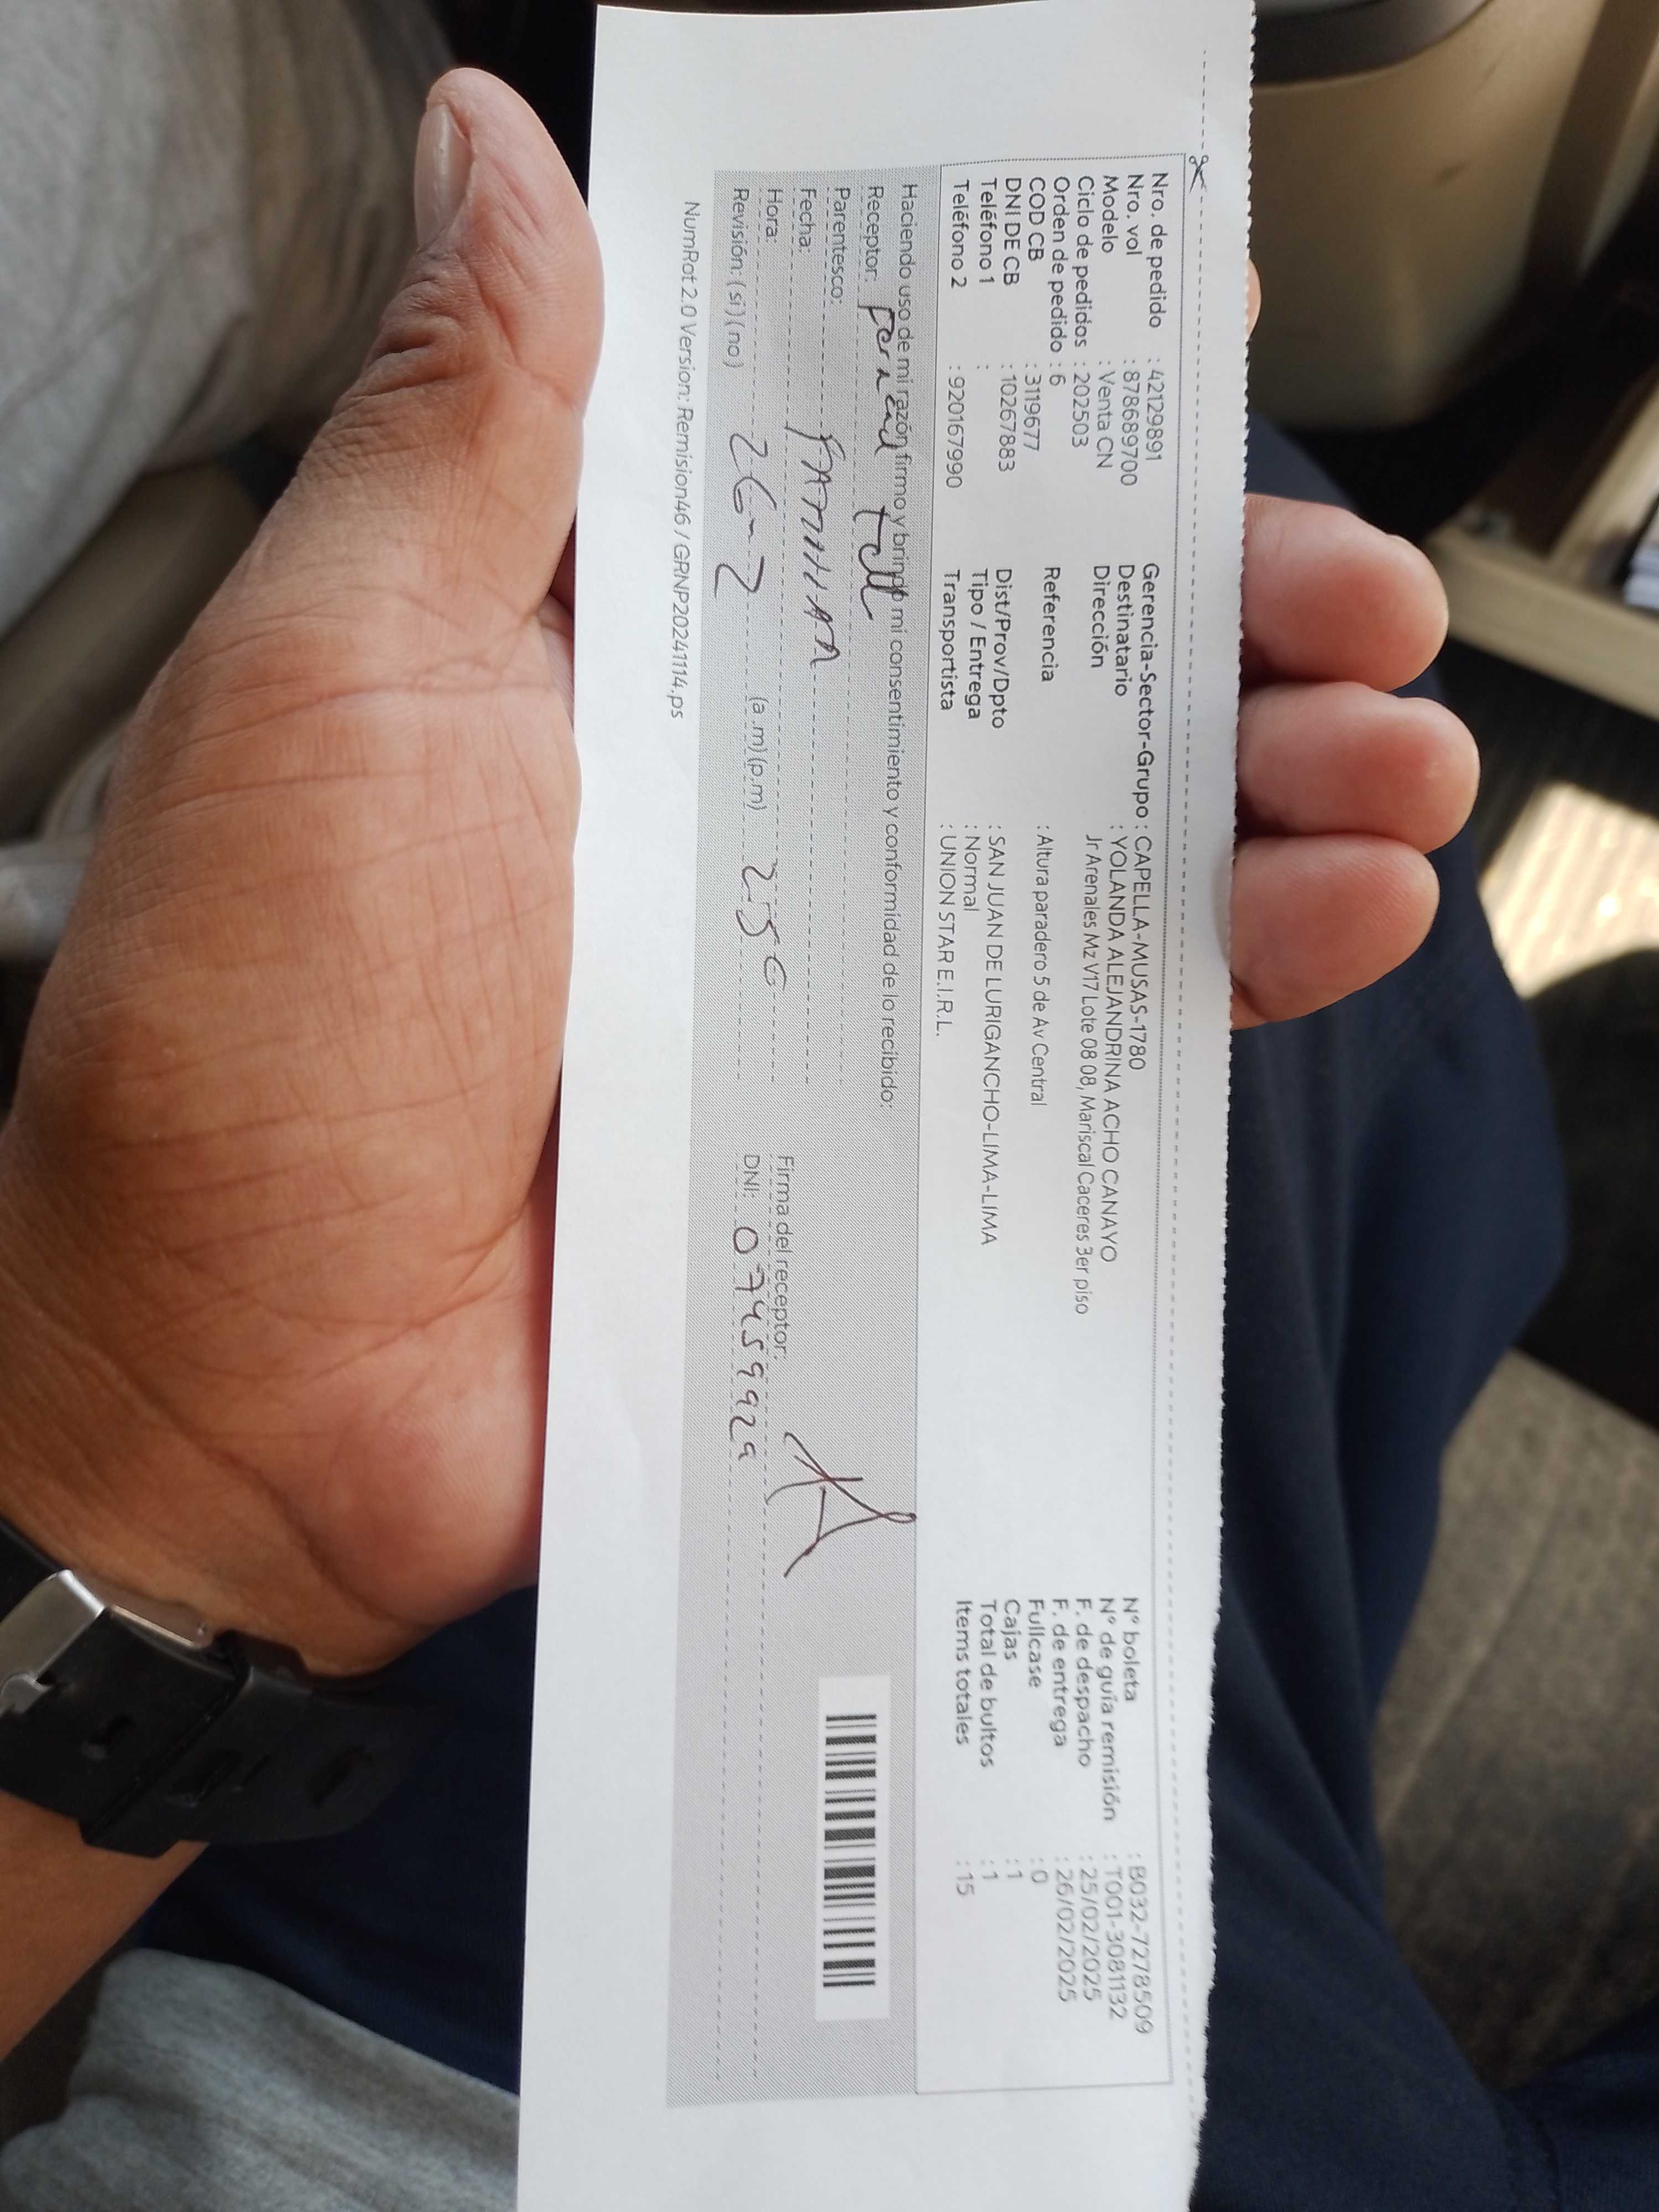 Nro. de pedido : 42129891
Nro. vol : 8786897​00
Modelo : Venta CN
Ciclo de pedidos : 202503
Orden de pedido : 6
COD CB : 3119677
DNI DE CB : 10267883
Teléfono 1 :
Teléfono 2 : 920167990
Gerencia-Sector-Grupo : CAPELLA-MUSAS-1780
Destinatario : YOLANDA ALEJANDRINA ACHO CANAYO
Dirección Jr Arenales Mz V17 Lote 08 08, Mariscal Caceres 3er piso
Referencia : Altura paradero 5 de Av Central
Dist/Prov/Dpto : SAN JUAN DE LURIGANCHO-LIMA-LIMA
Tipo / Entrega : Normal
Transportista : UNION STAR E.I.R.L.
N° boleta : B032-7278509
N° de guía remisión : T001-3081132
F. de despacho : 25/02/2025
F. de entrega : 26/02/2025
Fullcase : 0
Cajas : 1
Total de bultos : 1
Items totales : 15
Haciendo uso de mi razón firmo y brindo mi consentimiento y conformidad de lo recibido:
Receptor:
Parentesco:
Fecha:
Hora: 26-2 (a.m)(p.m) 256
Revisión: (si) (no)
Firma del receptor:
DNI: 07459929
NumRot 2.0 Version: Remision46 / GRNP20241114.ps